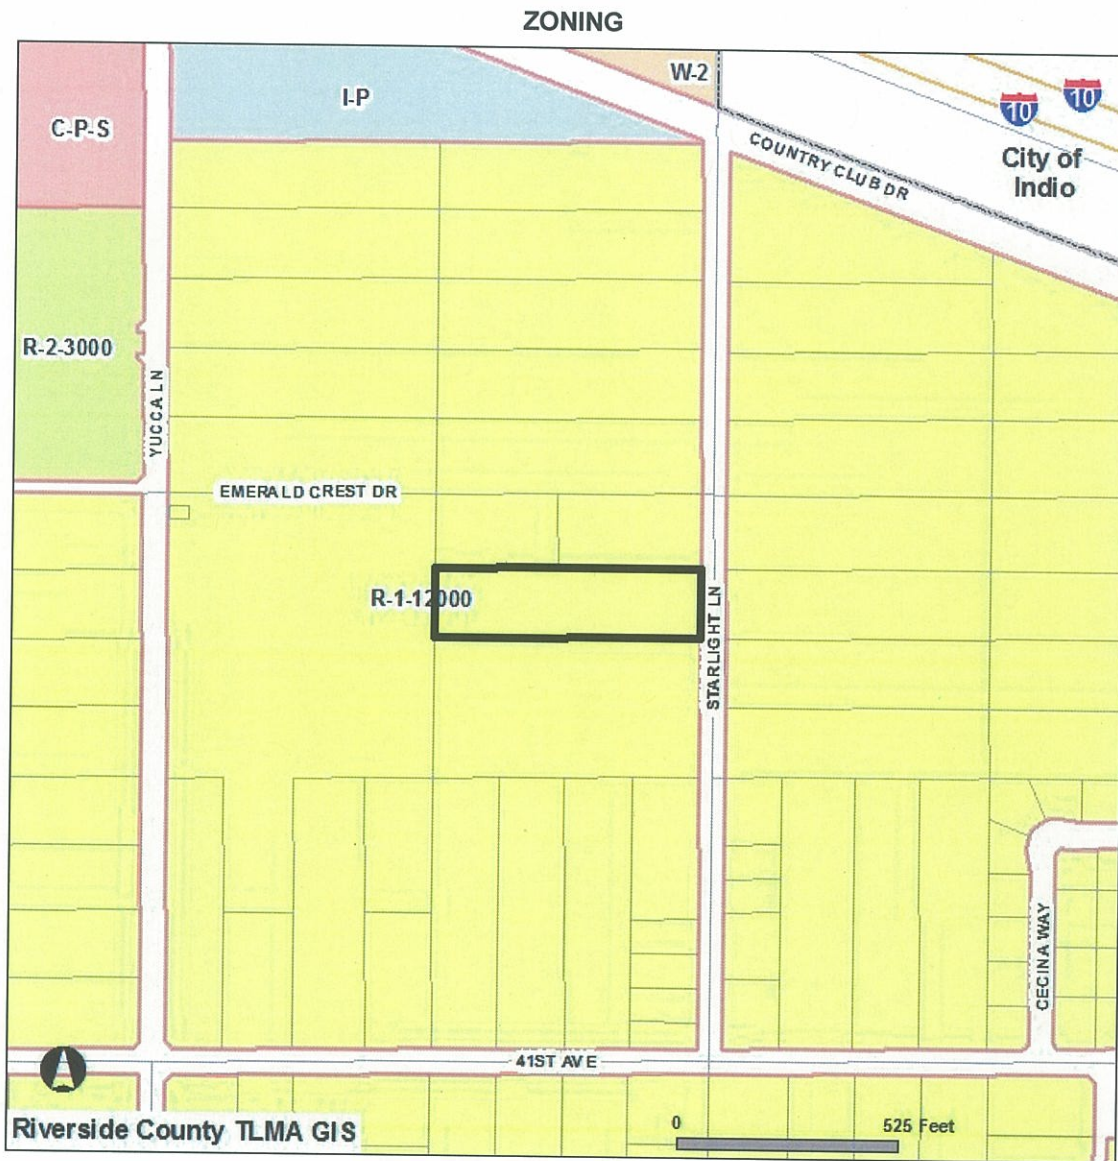 ZONING
W-2
I-P
10
10
C-P-S
COUNTRY CLUB DR
City of
Indio
R-2-3000
YUCCA LN
EMERALD CREST DR
R-1-12000
STARLIGHT LN
CECINA WAY
41ST AVE
Riverside County TLMA GIS
0 525 Feet